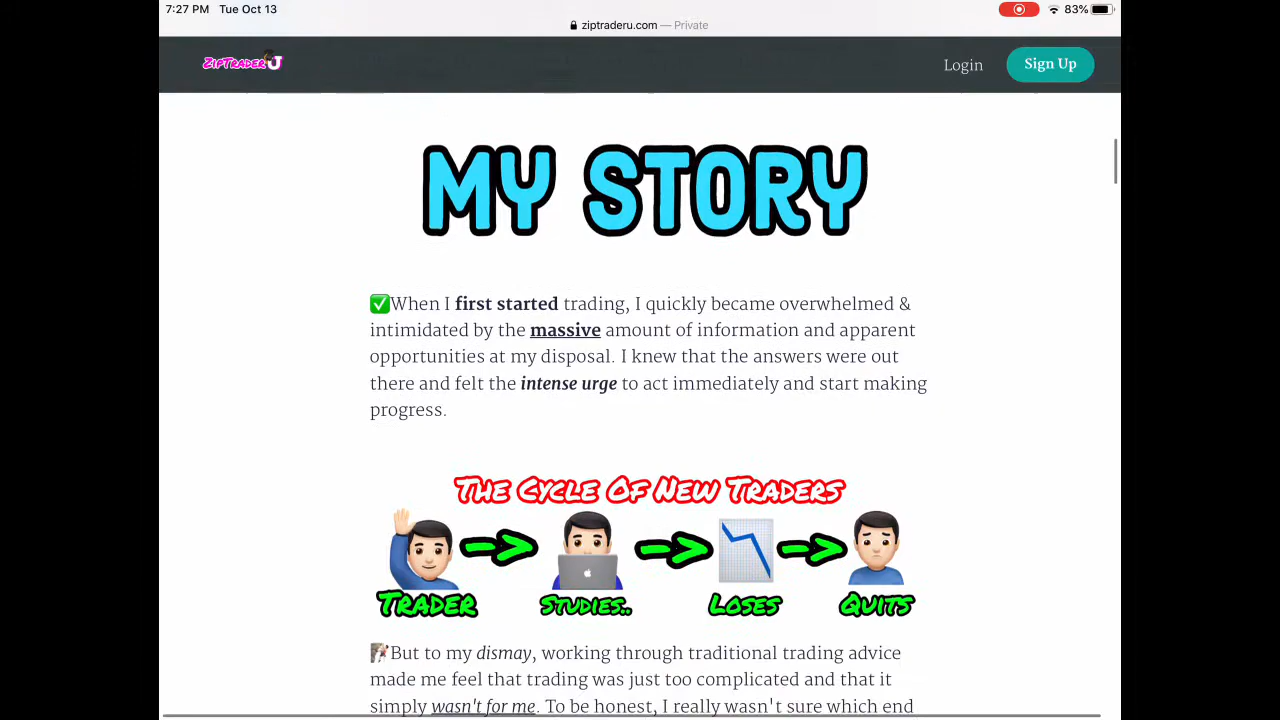 7:27 PM Tue Oct 13
83%
ziptraderu.com — Private
ZipTraderU
Login
Sign Up
MY STORY
✅When I first started trading, I quickly became overwhelmed &
intimidated by the massive amount of information and apparent
opportunities at my disposal. I knew that the answers were out
there and felt the intense urge to act immediately and start making
progress.
The Cycle Of New Traders
Trader
Studies..
Loses
Quits
But to my dismay, working through traditional trading advice
made me feel that trading was just too complicated and that it
simply wasn't for me. To be honest, I really wasn't sure which end